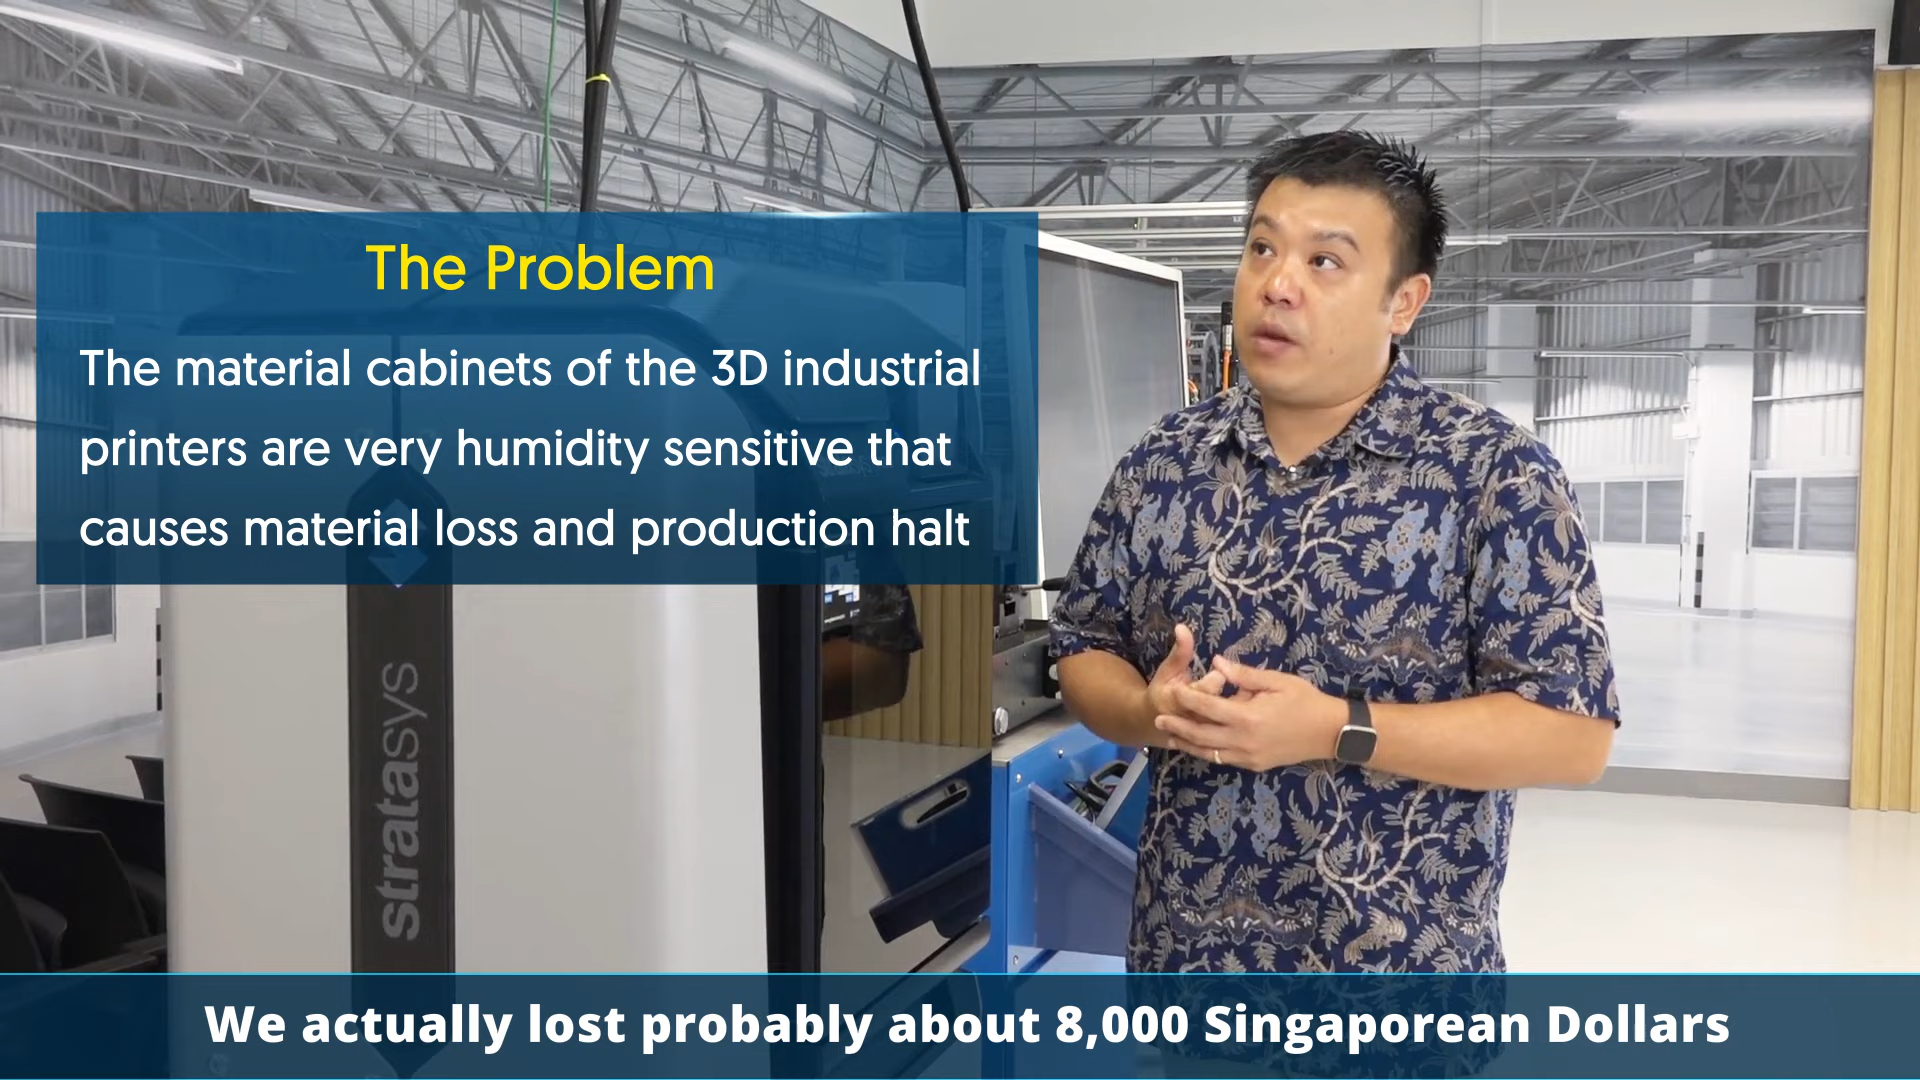 The Problem
The material cabinets of the 3D industrial
printers are very humidity sensitive that
causes material loss and production halt
stratasys
We actually lost probably about 8,000 Singaporean Dollars